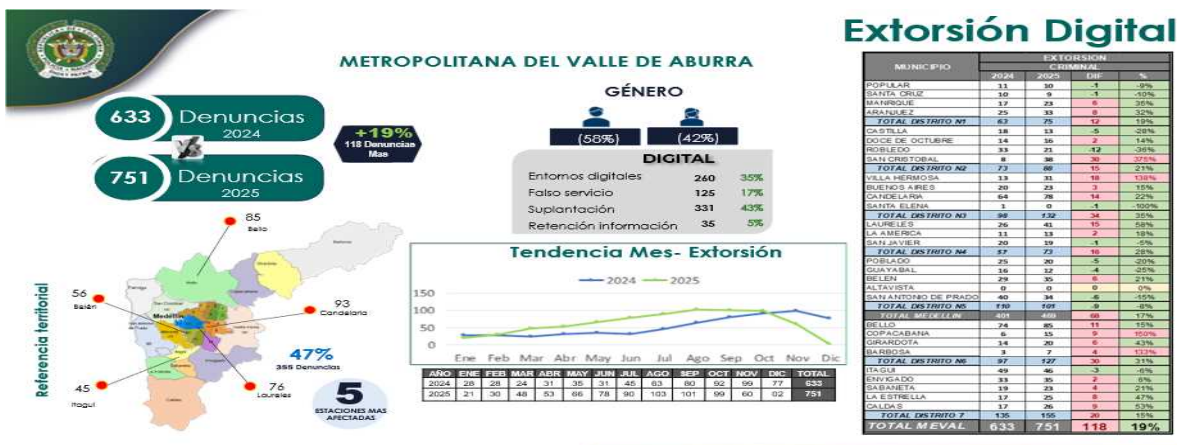 Extorsión Digital
METROPOLITANA DEL VALLE DE ABURRA
633 Denuncias
2024
+19%
118 Denuncias
Mas
751 Denuncias
2025
GÉNERO
(58%) (42%)
DIGITAL
Entornos digitales 260 35%
Falso servicio 125 17%
Suplantación 331 43%
Retención información 35 5%
Referencia territorial
85
Bello
56
Belén
93
Candelaria
Medellín
45
Itagui
76
Laureles
47%
355 Denuncias
5
ESTACIONES MAS
AFECTADAS
Tendencia Mes- Extorsión
2024 2025
150
100
50
0
Ene Feb Mar Abr May Jun Jul Ago Sep Oct Nov Dic
AÑO ENE FEB MAR ABR MAY JUN JUL AGO SEP OCT NOV DIC TOTAL
2024 28 28 24 31 35 31 45 63 80 92 99 77 633
2025 21 30 48 53 66 78 90 103 101 99 60 02 751
MUNICIPIO EXTORSION
CRIMINAL
2024 2025 DIF %
POPULAR 11 10 -1 -9%
SANTA CRUZ 10 9 -1 -10%
MANRIQUE 17 23 6 35%
ARANJUEZ 25 33 8 32%
TOTAL DISTRITO N1 63 75 12 19%
CASTILLA 18 13 -5 -28%
DOCE DE OCTUBRE 14 16 2 14%
ROBLEDO 33 21 -12 -36%
SAN CRISTOBAL 8 38 30 375%
TOTAL DISTRITO N2 73 88 15 21%
VILLA HERMOSA 13 31 18 138%
BUENOS AIRES 20 23 3 15%
CANDELARIA 64 78 14 22%
SANTA ELENA 1 0 -1 -100%
TOTAL DISTRITO N3 98 132 34 35%
LAURELES 26 41 15 58%
LA AMERICA 11 13 2 18%
SAN JAVIER 20 19 -1 -5%
TOTAL DISTRITO N4 57 73 16 28%
POBLADO 25 20 -5 -20%
GUAYABAL 16 12 -4 -25%
BELEN 29 35 6 21%
ALTAVISTA 0 0 0 0%
SAN ANTONIO DE PRADO 40 34 -6 -15%
TOTAL DISTRITO N5 110 101 -9 -8%
TOTAL MEDELLIN 401 469 68 17%
BELLO 74 85 11 15%
COPACABANA 6 15 9 150%
GIRARDOTA 14 20 6 43%
BARBOSA 3 7 4 133%
TOTAL DISTRITO N6 97 127 30 31%
ITAGUI 49 46 -3 -6%
ENVIGADO 33 35 2 6%
SABANETA 19 23 4 21%
LA ESTRELLA 17 25 8 47%
CALDAS 17 26 9 53%
TOTAL DISTRITO 7 135 155 20 15%
TOTAL MEVAL 633 751 118 19%